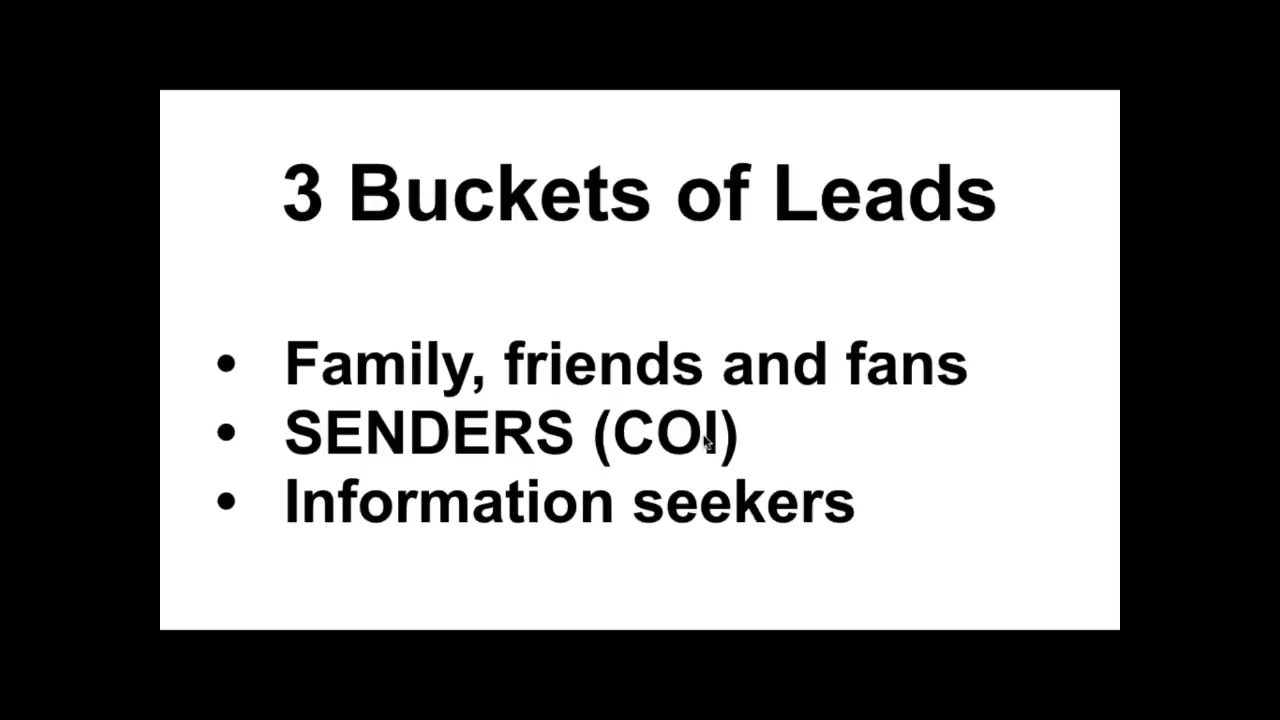 3 Buckets of Leads
• Family, friends and fans
• SENDERS (COI)
• Information seekers